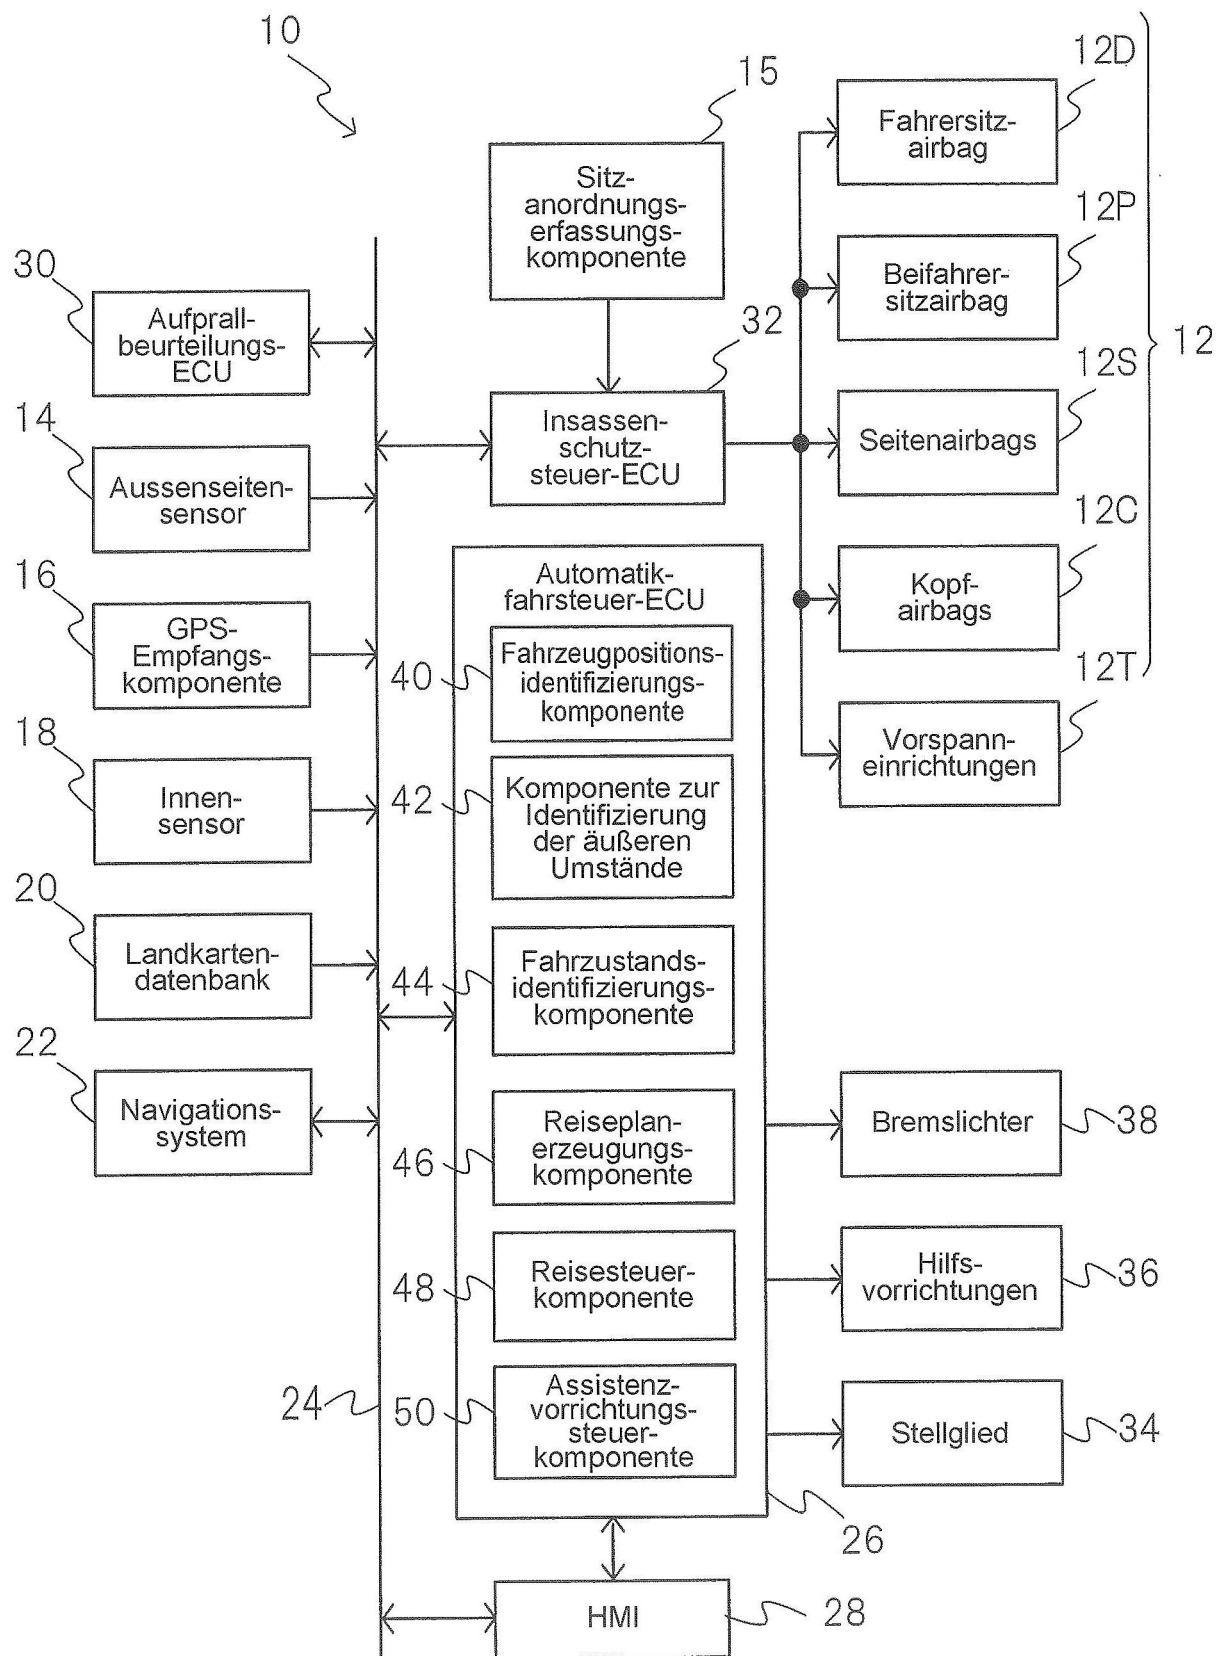 10
15
Sitz-
anordnungs-
erfassungs-
komponente
12D
Fahrersitz-
airbag
12P
Beifahrer-
sitzairbag
12
30
Aufprall-
beurteilungs-
ECU
32
Insassen-
schutz-
steuer-ECU
12S
Seitenairbags
14
Aussenseiten-
sensor
12C
Kopf-
airbags
16
GPS-
Empfangs-
komponente
Automatik-
fahrsteuer-ECU
40
Fahrzeugpositions-
identifizierungs-
komponente
12T
Vorspann-
einrichtungen
18
Innen-
sensor
42
Komponente zur
Identifizierung
der äußeren
Umstände
20
Landkarten-
datenbank
44
Fahrzustands-
identifizierungs-
komponente
22
Navigations-
system
46
Reiseplan-
erzeugungs-
komponente
Bremslichter
38
48
Reisesteuer-
komponente
Hilfs-
vorrichtungen
36
24
50
Assistenz-
vorrichtungs-
steuer-
komponente
Stellglied
34
26
HMI
28